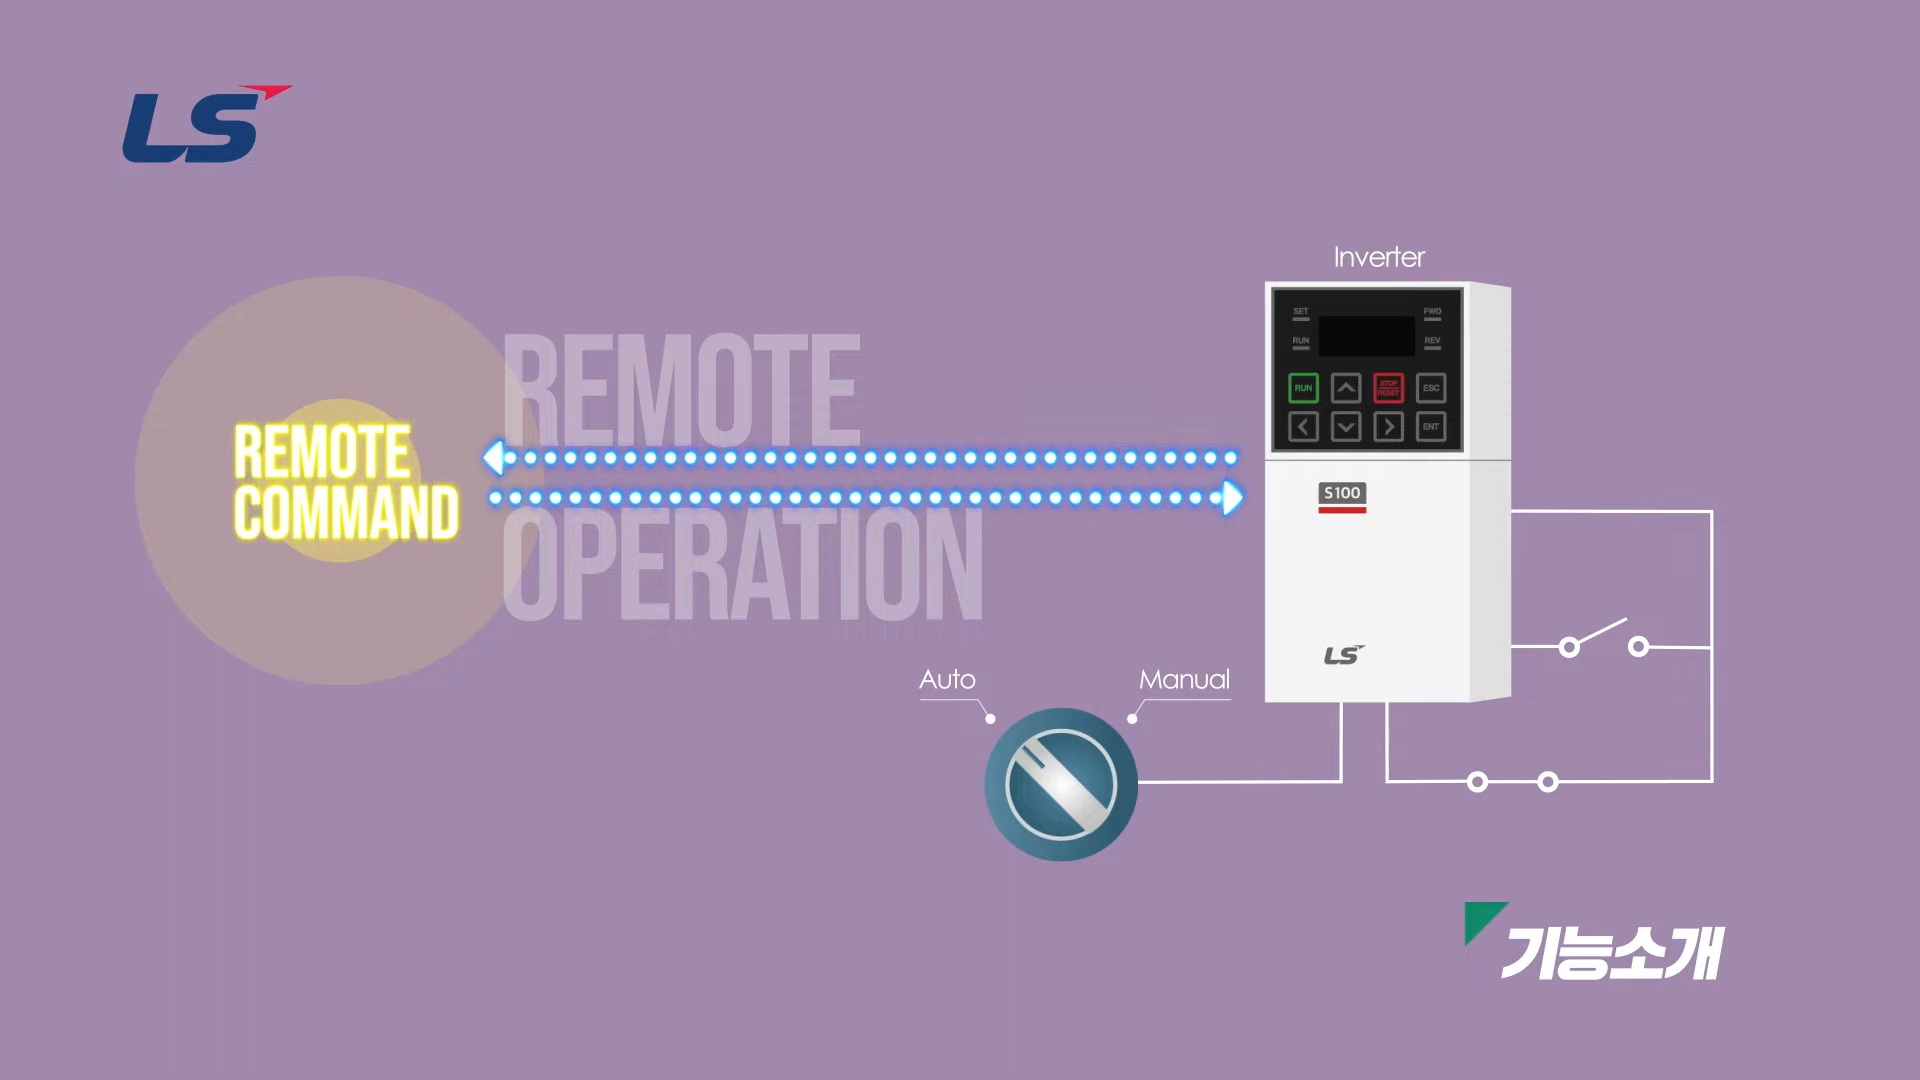 LS
Inverter
SET
FWD
RUN
REV
RUN
STOP
RESET
ESC
ENT
REMOTE
OPERATION
REMOTE
COMMAND
S100
LS
Auto
Manual
기능소개